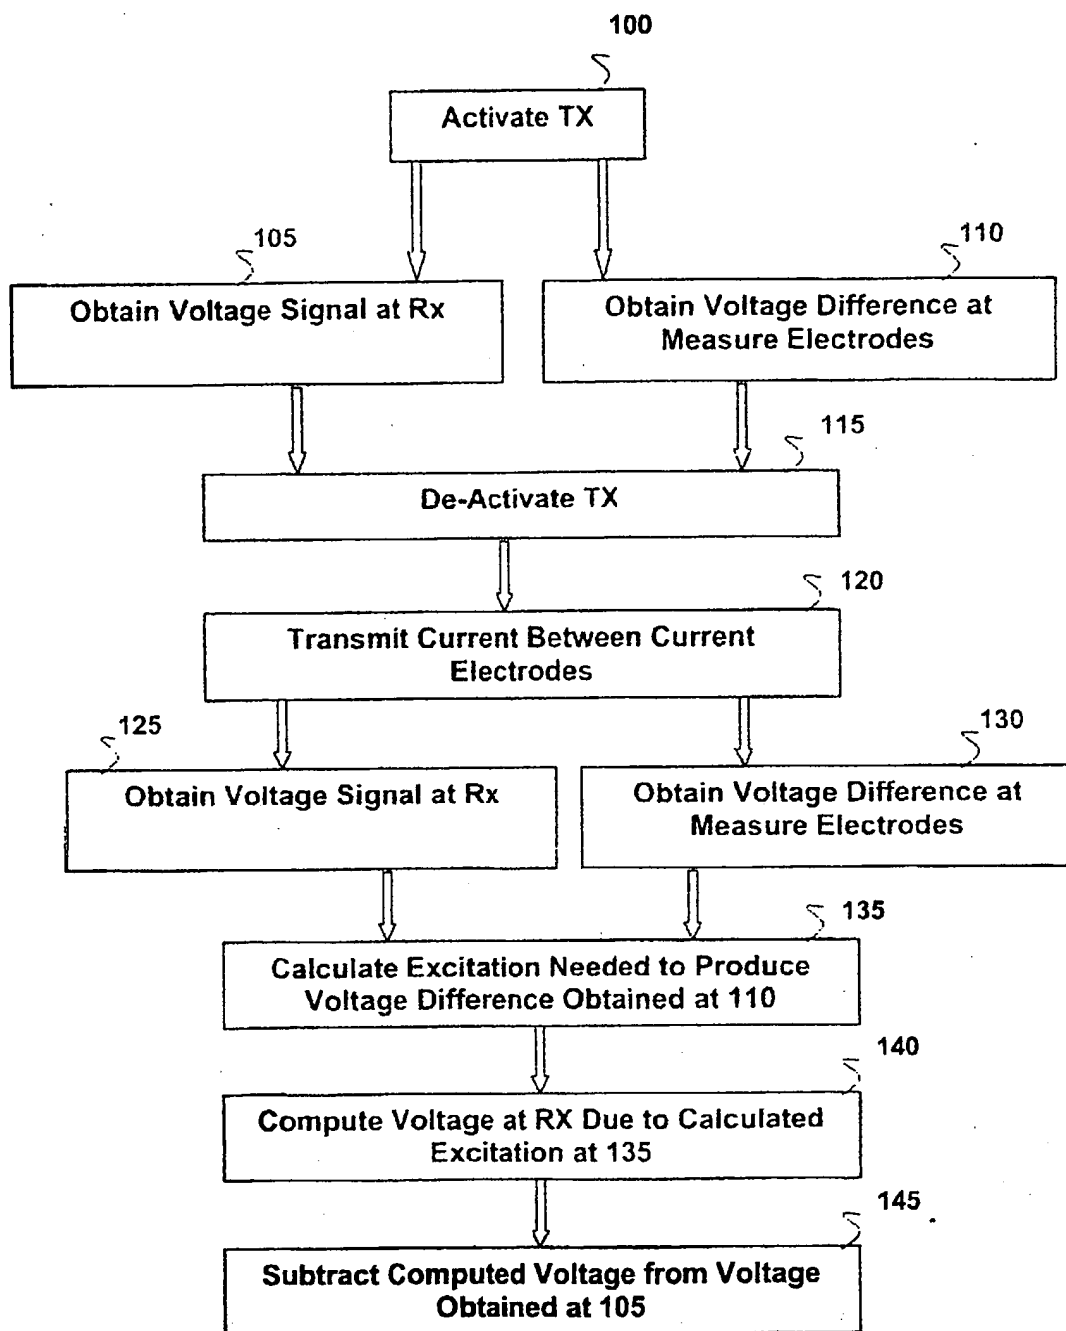 100
Activate TX
105
110
Obtain Voltage Signal at Rx
Obtain Voltage Difference at
Measure Electrodes
115
De-Activate TX
120
Transmit Current Between Current
Electrodes
125
130
Obtain Voltage Signal at Rx
Obtain Voltage Difference at
Measure Electrodes
135
Calculate Excitation Needed to Produce
Voltage Difference Obtained at 110
140
Compute Voltage at RX Due to Calculated
Excitation at 135
145
Subtract Computed Voltage from Voltage
Obtained at 105